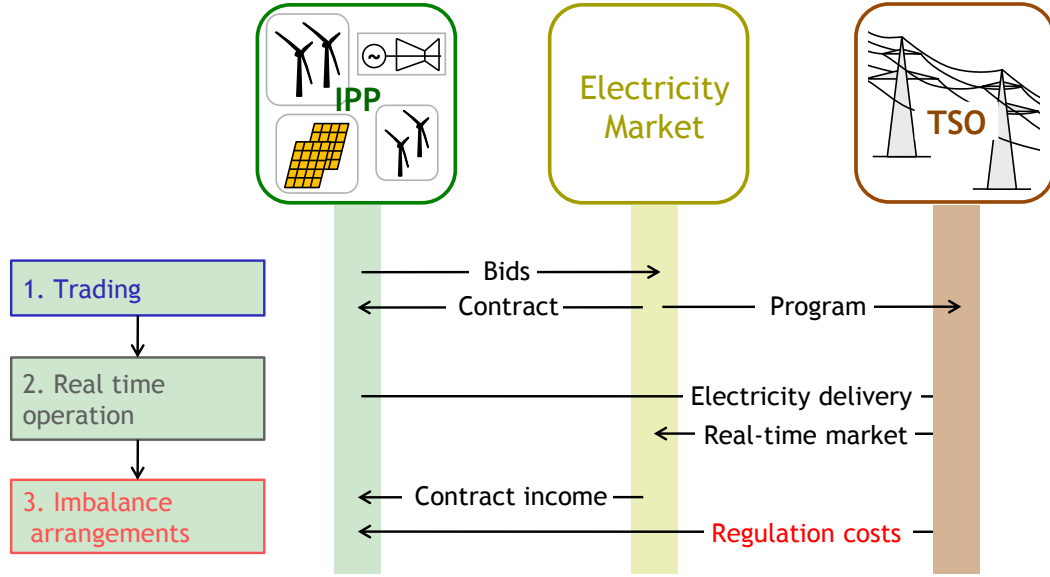 IPP
~
Electricity
Market
TSO
1. Trading
Bids
Contract
Program
2. Real time
operation
Electricity delivery
Real-time market
3. Imbalance
arrangements
Contract income
Regulation costs